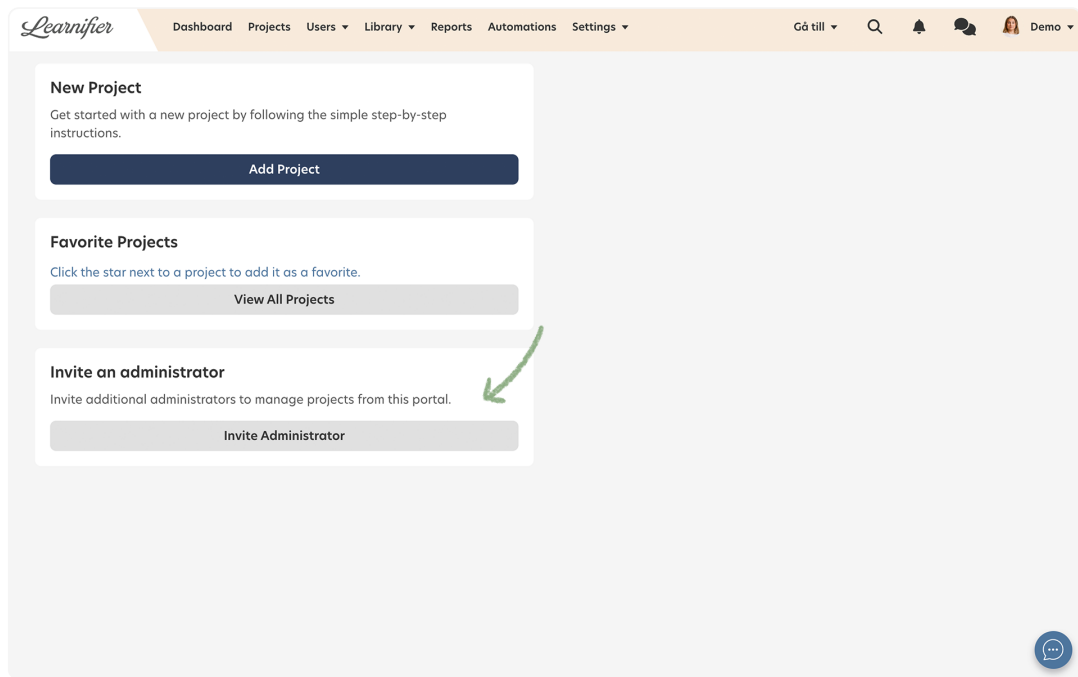 Learnifier
Dashboard Projects Users Library Reports Automations Settings Gå till Demo
New Project
Get started with a new project by following the simple step-by-step
instructions.
Add Project
Favorite Projects
Click the star next to a project to add it as a favorite.
View All Projects
Invite an administrator
Invite additional administrators to manage projects from this portal.
Invite Administrator